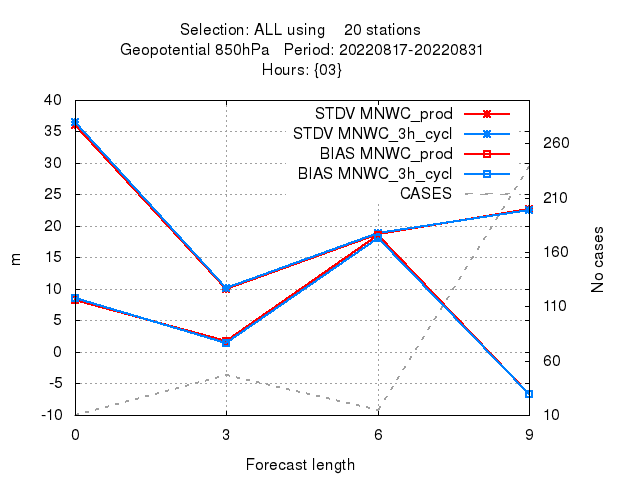 Selection: ALL using    20 stations
Geopotential 850hPa   Period: 20220817-20220831
Hours: {03}
STDV MNWC_prod
STDV MNWC_3h_cycl
BIAS MNWC_prod
BIAS MNWC_3h_cycl
CASES
40
35
30
25
20
15
10
5
0
-5
-10
m
260
210
160
110
60
10
No cases
0 3 6 9
Forecast length